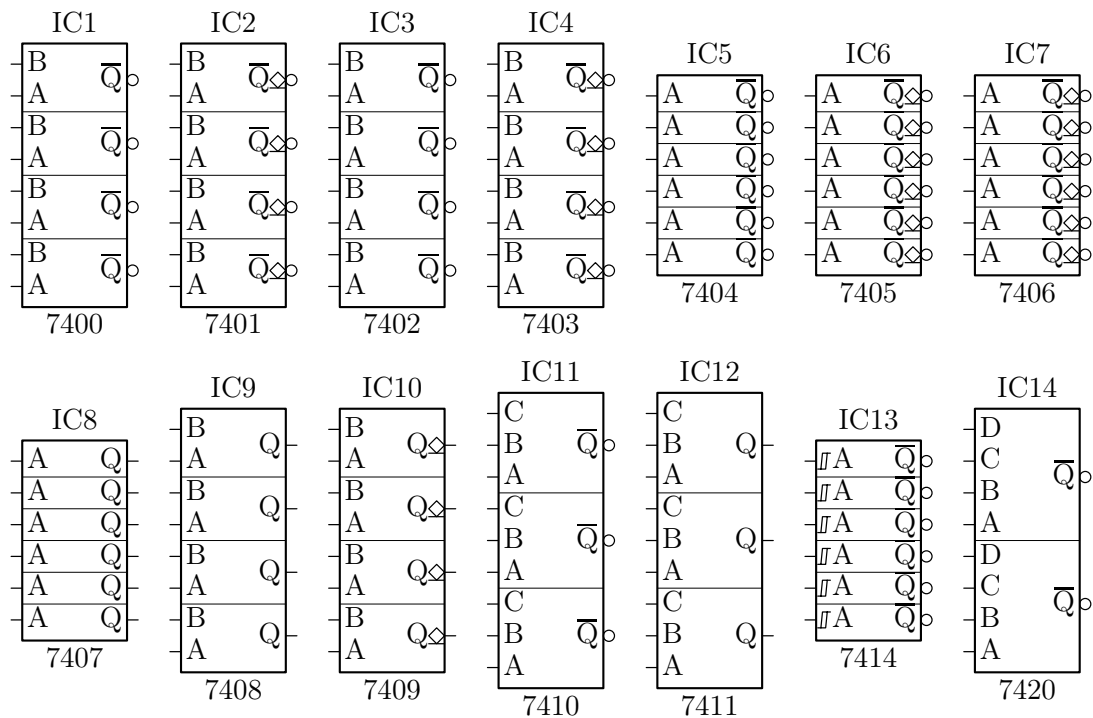 IC1
B
Q̅
A
B
Q̅
A
B
Q̅
A
B
Q̅
A
7400
IC2
B
Q̅
A
B
Q̅
A
B
Q̅
A
B
Q̅
A
7401
IC3
B
Q̅
A
B
Q̅
A
B
Q̅
A
B
Q̅
A
7402
IC4
B
Q̅
A
B
Q̅
A
B
Q̅
A
B
Q̅
A
7403
IC5
A Q̅
A Q̅
A Q̅
A Q̅
A Q̅
A Q̅
7404
IC6
A Q̅
A Q̅
A Q̅
A Q̅
A Q̅
A Q̅
7405
IC7
A Q̅
A Q̅
A Q̅
A Q̅
A Q̅
A Q̅
7406
IC8
A Q
A Q
A Q
A Q
A Q
A Q
7407
IC9
B
Q
A
B
Q
A
B
Q
A
B
Q
A
7408
IC10
B
Q
A
B
Q
A
B
Q
A
B
Q
A
7409
IC11
C
B Q̅
A
C
B Q̅
A
C
B Q̅
A
7410
IC12
C
B Q
A
C
B Q
A
C
B Q
A
7411
IC13
A Q̅
A Q̅
A Q̅
A Q̅
A Q̅
A Q̅
7414
IC14
D
C
Q̅
B
A
D
C
Q̅
B
A
7420